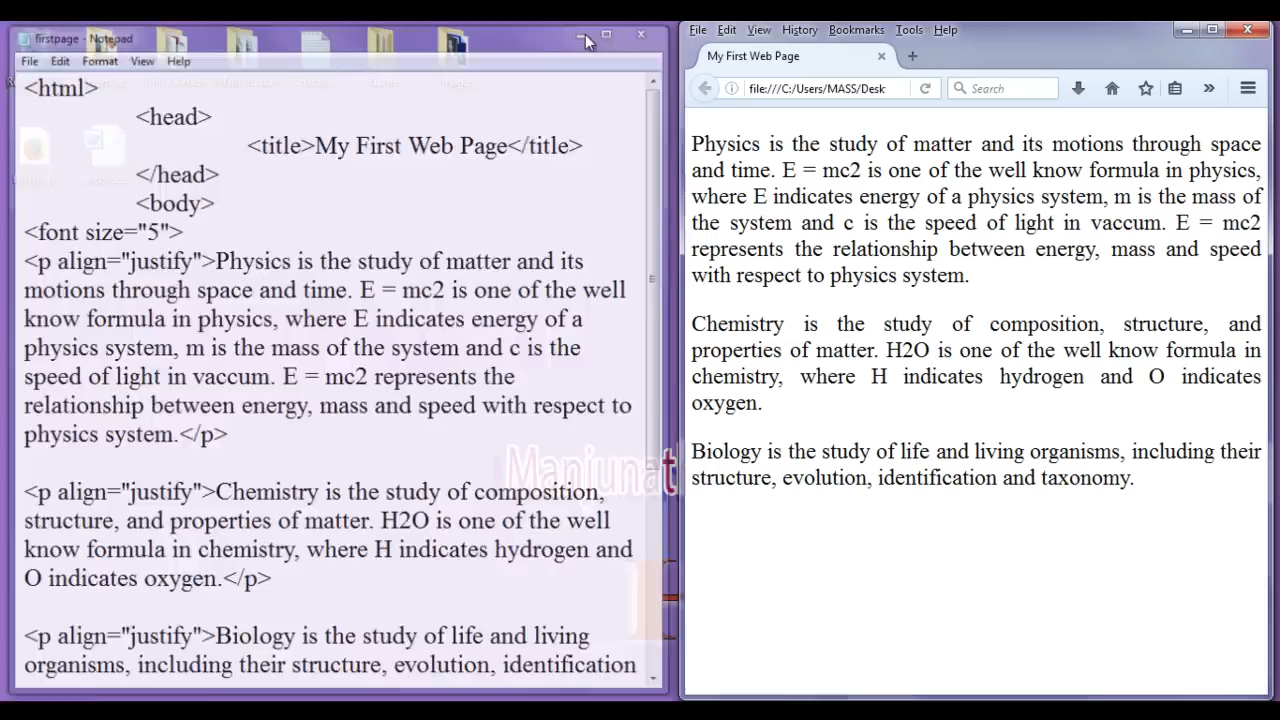 firstpage - Notepad
File Edit Format View Help
<html>
<head>
<title>My First Web Page</title>
</head>
<body>
<font size="5">
<p align="justify">Physics is the study of matter and its
motions through space and time. E = mc2 is one of the well
know formula in physics, where E indicates energy of a
physics system, m is the mass of the system and c is the
speed of light in vaccum. E = mc2 represents the
relationship between energy, mass and speed with respect to
physics system.</p>
<p align="justify">Chemistry is the study of composition,
structure, and properties of matter. H2O is one of the well
know formula in chemistry, where H indicates hydrogen and
O indicates oxygen.</p>
<p align="justify">Biology is the study of life and living
organisms, including their structure, evolution, identification
Manjunat
File Edit View History Bookmarks Tools Help
My First Web Page
file:///C:/Users/MASS/Desk
Search
Physics is the study of matter and its motions through space
and time. E = mc2 is one of the well know formula in physics,
where E indicates energy of a physics system, m is the mass of
the system and c is the speed of light in vaccum. E = mc2
represents the relationship between energy, mass and speed
with respect to physics system.
Chemistry is the study of composition, structure, and
properties of matter. H2O is one of the well know formula in
chemistry, where H indicates hydrogen and O indicates
oxygen.
Biology is the study of life and living organisms, including their
structure, evolution, identification and taxonomy.